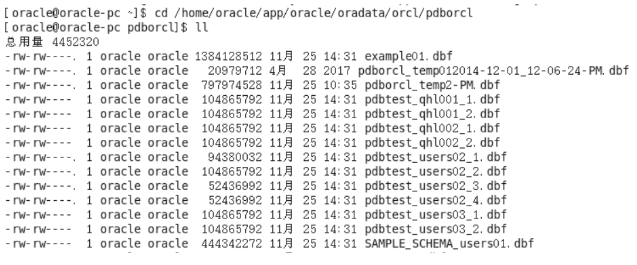 [oracle@oracle-pc ~]$ cd /home/oracle/app/oracle/oradata/orcl/pdborcl
[oracle@oracle-pc pdborcl]$ ll
总用量 4452320
-rw-rw----. 1 oracle oracle 1384128512 11月 25 14:31 example01.dbf
-rw-rw----. 1 oracle oracle 20979712 4月 28 2017 pdborcl_temp012014-12-01_12-06-24-PM.dbf
-rw-rw----. 1 oracle oracle 797974528 11月 25 10:35 pdborcl_temp2-PM.dbf
-rw-rw----  1 oracle oracle 104865792 11月 25 14:31 pdbtest_qhl001_1.dbf
-rw-rw----  1 oracle oracle 104865792 11月 25 14:31 pdbtest_qhl001_2.dbf
-rw-rw----  1 oracle oracle 104865792 11月 25 14:31 pdbtest_qhl002_1.dbf
-rw-rw----  1 oracle oracle 104865792 11月 25 14:31 pdbtest_qhl002_2.dbf
-rw-rw----. 1 oracle oracle 94380032 11月 25 14:31 pdbtest_users02_1.dbf
-rw-rw----. 1 oracle oracle 104865792 11月 25 14:31 pdbtest_users02_2.dbf
-rw-rw----. 1 oracle oracle 52436992 11月 25 14:31 pdbtest_users02_3.dbf
-rw-rw----. 1 oracle oracle 52436992 11月 25 14:31 pdbtest_users02_4.dbf
-rw-rw----  1 oracle oracle 104865792 11月 25 14:31 pdbtest_users03_1.dbf
-rw-rw----  1 oracle oracle 104865792 11月 25 14:31 pdbtest_users03_2.dbf
-rw-rw----. 1 oracle oracle 444342272 11月 25 14:31 SAMPLE_SCHEMA_users01.dbf